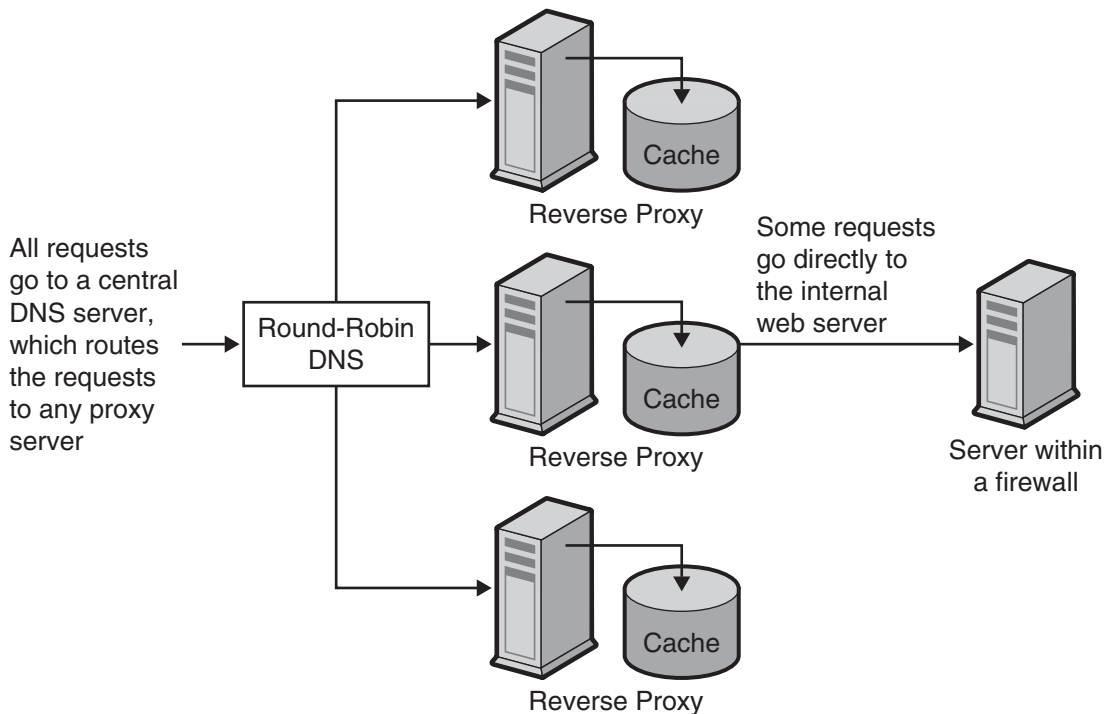 All requests
go to a central
DNS server,
which routes
the requests
to any proxy
server
Round-Robin
DNS
Cache
Reverse Proxy
Cache
Reverse Proxy
Cache
Reverse Proxy
Some requests
go directly to
the internal
web server
Server within
a firewall